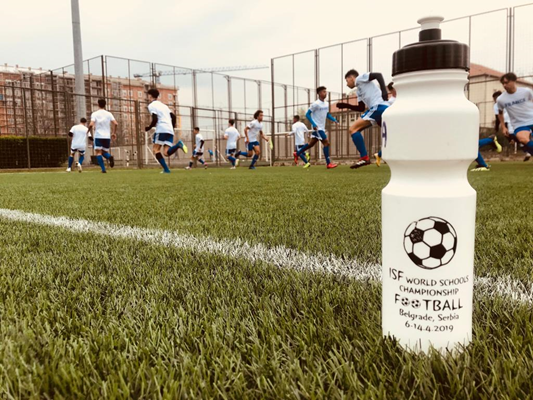 ISF WORLD SCHOOLS
CHAMPIONSHIP
FOOTBALL
Belgrade, Serbia
6-14.4.2019